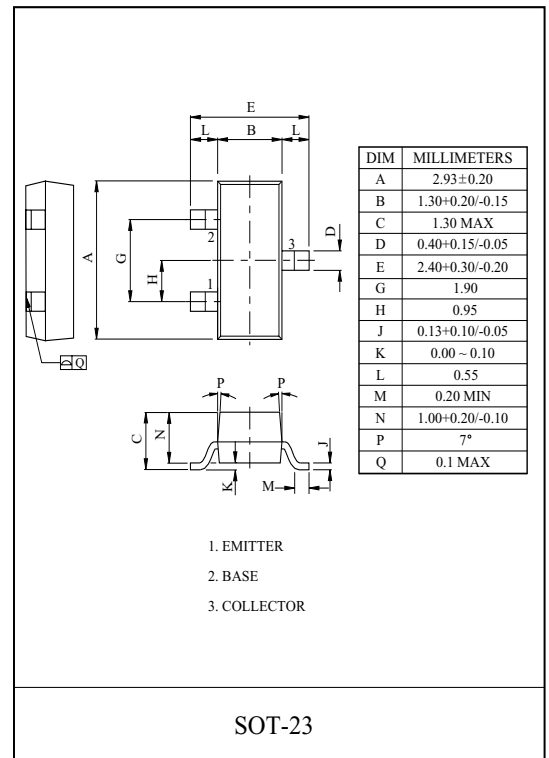 E
L B L
A
G
H
D
2
3
1
D Q
P P
C
N
K
M
J
DIM MILLIMETERS
A 2.93±0.20
B 1.30+0.20/-0.15
C 1.30 MAX
D 0.40+0.15/-0.05
E 2.40+0.30/-0.20
G 1.90
H 0.95
J 0.13+0.10/-0.05
K 0.00 ~ 0.10
L 0.55
M 0.20 MIN
N 1.00+0.20/-0.10
P 7°
Q 0.1 MAX
1. EMITTER
2. BASE
3. COLLECTOR
SOT-23